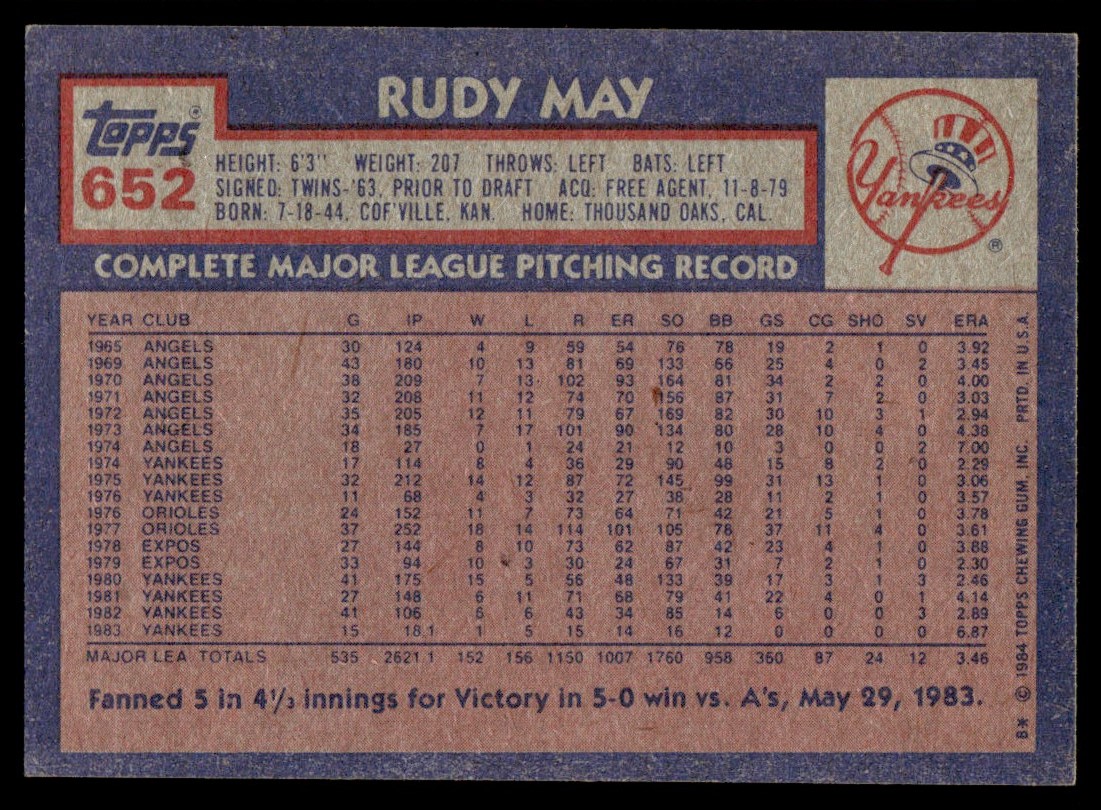 RUDY MAY
Topps®
652
HEIGHT: 6'3" WEIGHT: 207 THROWS: LEFT BATS: LEFT
SIGNED: TWINS-'63, PRIOR TO DRAFT ACQ: FREE AGENT, 11-8-79
BORN: 7-18-44, COF'VILLE, KAN. HOME: THOUSAND OAKS, CAL.
Yankees
®
COMPLETE MAJOR LEAGUE PITCHING RECORD
YEAR CLUB G IP W L R ER SO BB GS CG SHO SV ERA
1965 ANGELS 30 124 4 9 59 54 76 78 19 2 1 0 3.92
1969 ANGELS 43 180 10 13 81 69 133 66 25 4 0 2 3.45
1970 ANGELS 38 209 7 13 102 93 164 81 34 2 2 0 4.00
1971 ANGELS 32 208 11 12 74 70 156 87 31 7 2 0 3.03
1972 ANGELS 35 205 12 11 79 67 169 82 30 10 3 1 2.94
1973 ANGELS 34 185 7 17 101 90 134 80 28 10 4 0 4.38
1974 ANGELS 18 27 0 1 24 21 12 10 3 0 0 2 7.00
1974 YANKEES 17 114 8 4 36 29 90 48 15 8 2 0 2.29
1975 YANKEES 32 212 14 12 87 72 145 99 31 13 1 0 3.06
1976 YANKEES 11 68 4 3 32 27 38 28 11 2 1 0 3.57
1976 ORIOLES 24 152 11 7 73 64 71 42 21 5 1 0 3.78
1977 ORIOLES 37 252 18 14 114 101 105 78 37 11 4 0 3.61
1978 EXPOS 27 144 8 10 73 62 87 42 23 4 1 0 3.88
1979 EXPOS 33 94 10 3 30 24 67 31 7 2 1 0 2.30
1980 YANKEES 41 175 15 5 56 48 133 39 17 3 1 3 2.46
1981 YANKEES 27 148 6 11 71 68 79 41 22 4 0 1 4.14
1982 YANKEES 41 106 6 6 43 34 85 14 6 0 0 3 2.89
1983 YANKEES 15 18.1 1 5 15 14 16 12 0 0 0 0 6.87
MAJOR LEA TOTALS 535 2621.1 152 156 1150 1007 1760 958 360 87 24 12 3.46
Fanned 5 in 4⅓ innings for Victory in 5-0 win vs. A's, May 29, 1983.
B* © 1984 TOPPS CHEWING GUM, INC. PRTD. IN U.S.A.